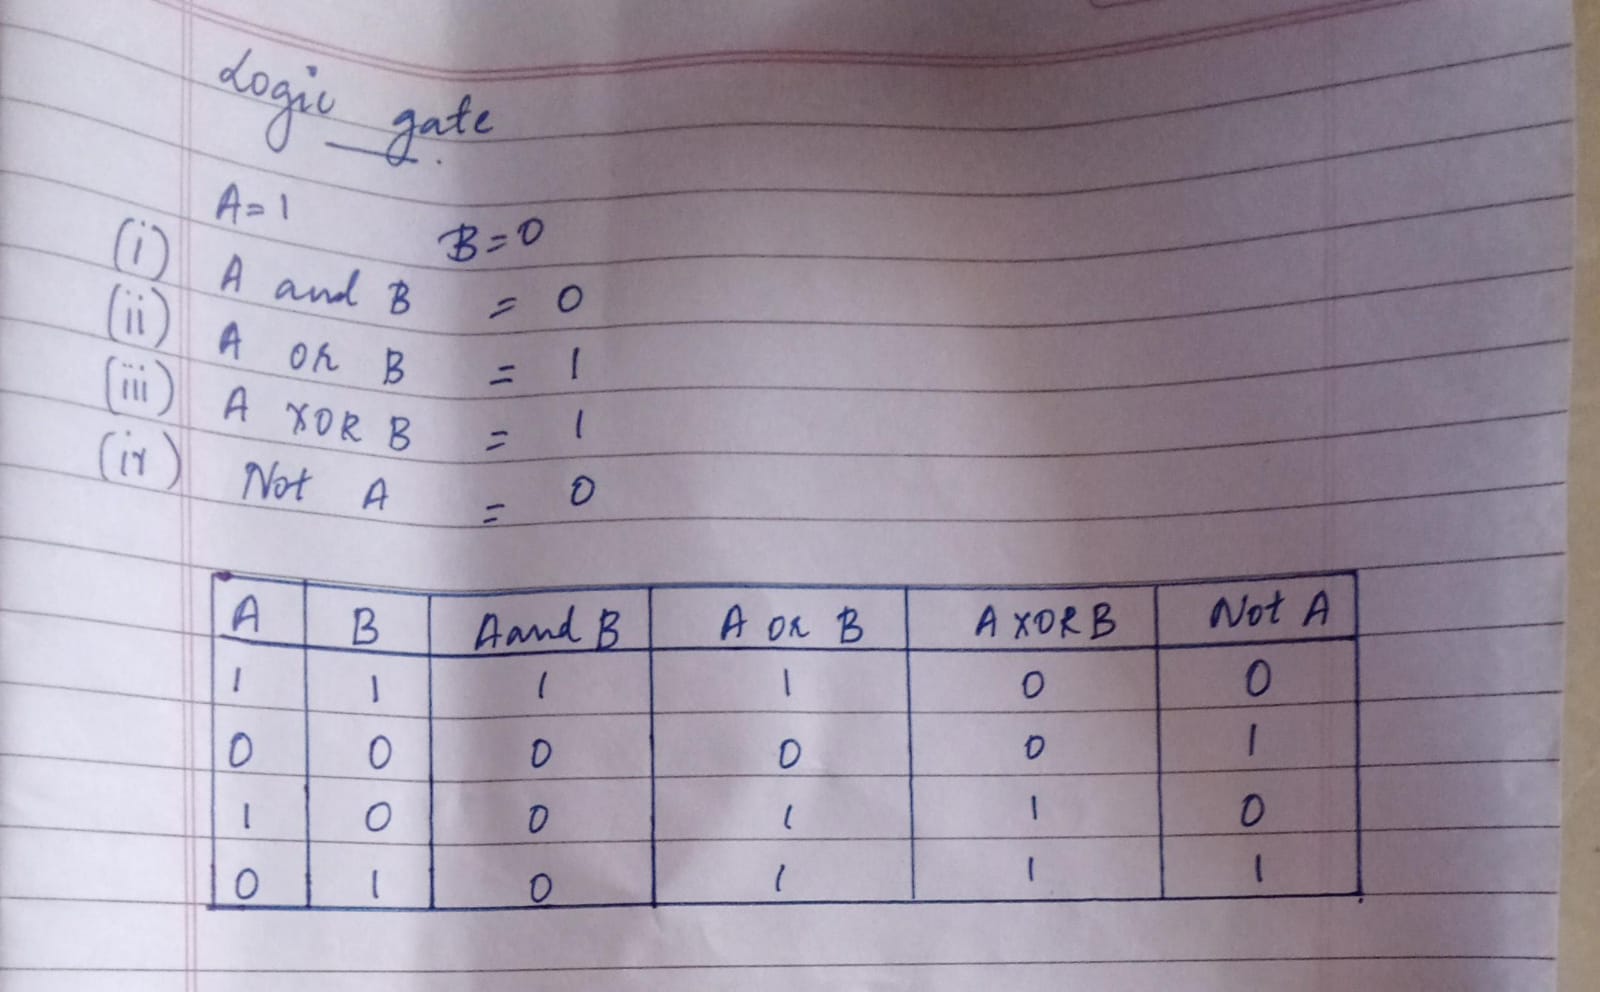 Logic gate.
A=1 B=0
(i) A and B = 0
(ii) A or B = 1
(iii) A XOR B = 1
(iv) Not A = 0
A B A and B A or B A XOR B Not A
1 1 1 1 0 0
0 0 0 0 0 1
1 0 0 1 1 0
0 1 0 1 1 1